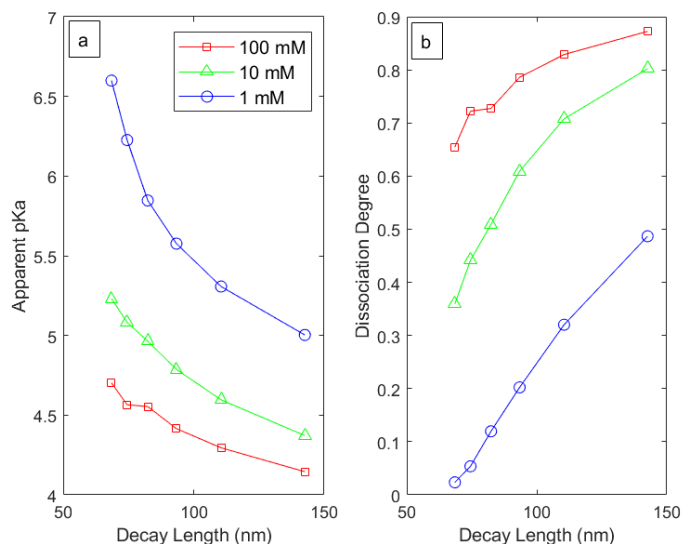 a
100 mM
10 mM
1 mM
Apparent pKa
7
6.5
6
5.5
5
4.5
4
50
100
150
Decay Length (nm)
b
Dissociation Degree
0.9
0.8
0.7
0.6
0.5
0.4
0.3
0.2
0.1
0
50
100
150
Decay Length (nm)